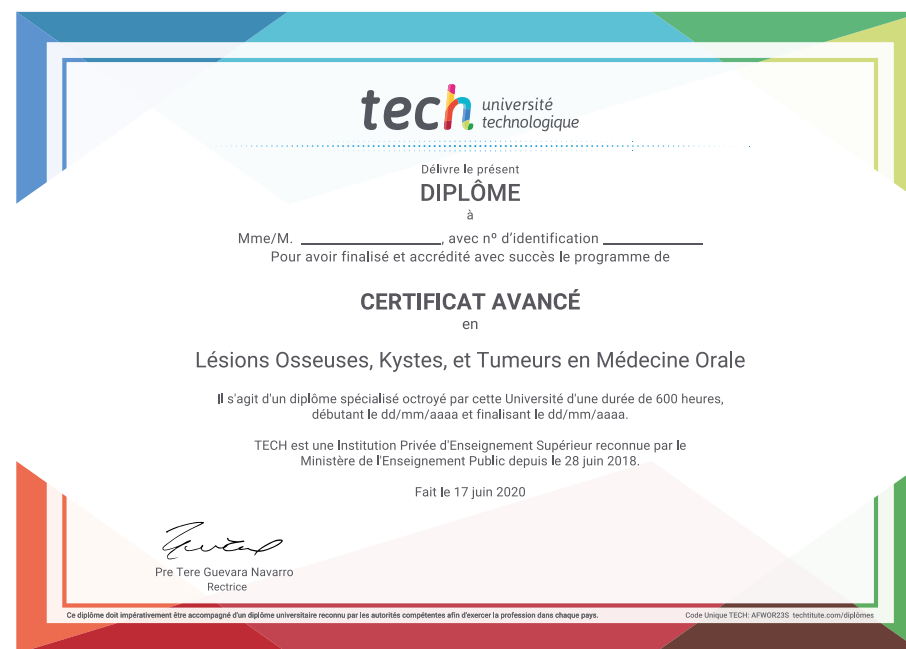 tech université
technologique
Délivre le présent
DIPLÔME
à
Mme/M. ____________________, avec nº d'identification ______________
Pour avoir finalisé et accrédité avec succès le programme de
CERTIFICAT AVANCÉ
en
Lésions Osseuses, Kystes, et Tumeurs en Médecine Orale
Il s'agit d'un diplôme spécialisé octroyé par cette Université d'une durée de 600 heures,
débutant le dd/mm/aaaa et finalisant le dd/mm/aaaa.
TECH est une Institution Privée d'Enseignement Supérieur reconnue par le
Ministère de l'Enseignement Public depuis le 28 juin 2018.
Fait le 17 juin 2020
Pre Tere Guevara Navarro
Rectrice
Ce diplôme doit impérativement être accompagné d'un diplôme universitaire reconnu par les autorités compétentes afin d'exercer la profession dans chaque pays. Code Unique TECH: AFWOR23S techtitute.com/diplômes